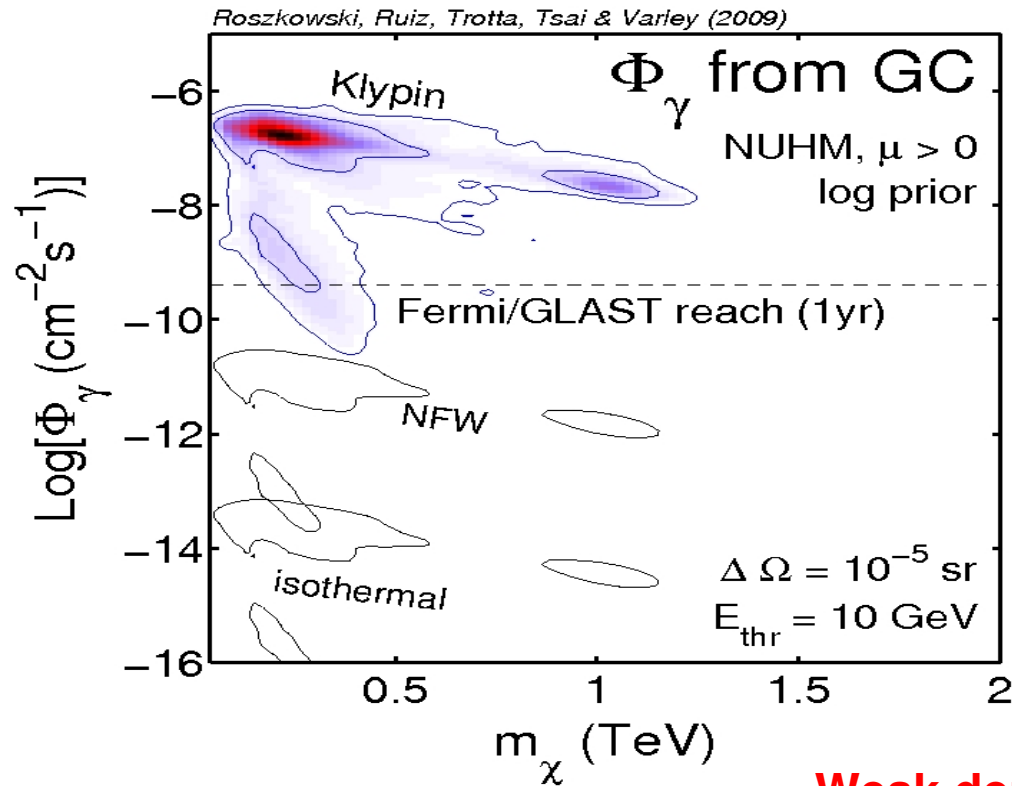 Roszkowski, Ruiz, Trotta, Tsai & Varley (2009)
Φγ from GC
Klypin
NUHM, μ > 0
log prior
Fermi/GLAST reach (1yr)
NFW
isothermal
Δ Ω = 10⁻⁵ sr
E_thr = 10 GeV
Log[Φγ (cm⁻²s⁻¹)]
−6
−8
−10
−12
−14
−16
0.5 1 1.5 2
mχ (TeV)
Weak